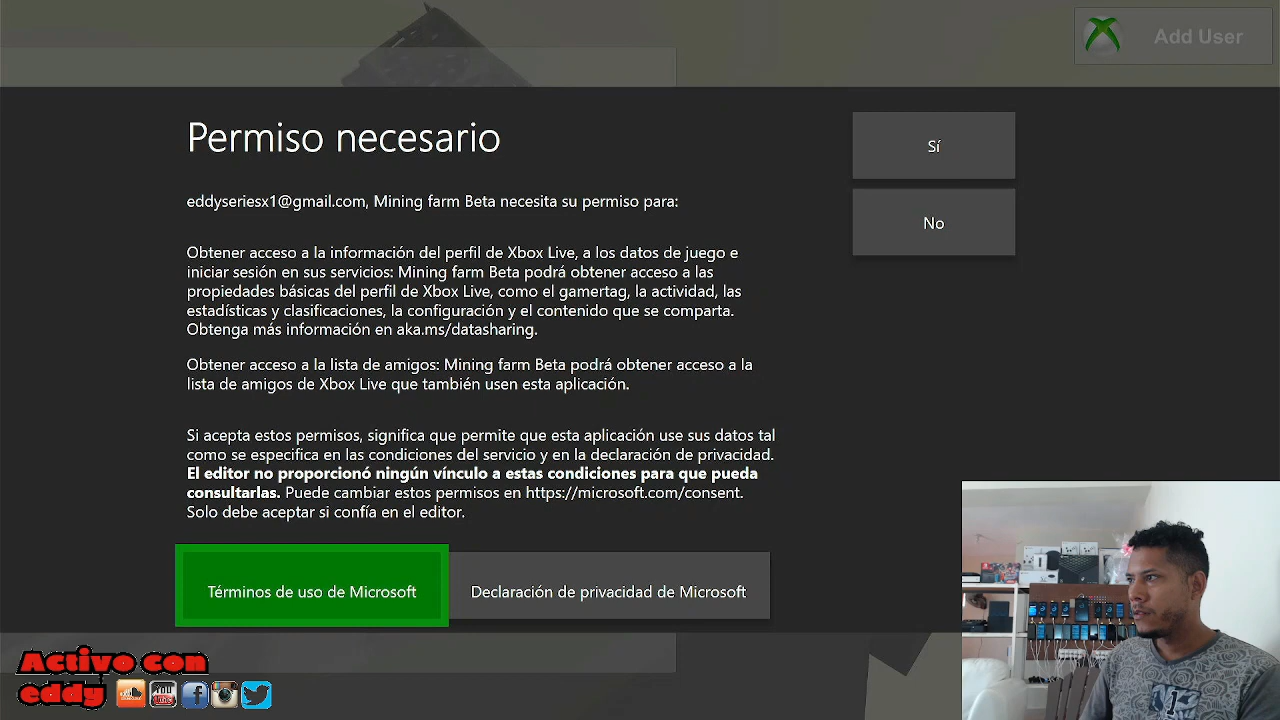 Add User
Permiso necesario
Sí
eddyseriesx1@gmail.com, Mining farm Beta necesita su permiso para:
No
Obtener acceso a la información del perfil de Xbox Live, a los datos de juego e
iniciar sesión en sus servicios: Mining farm Beta podrá obtener acceso a las
propiedades básicas del perfil de Xbox Live, como el gamertag, la actividad, las
estadísticas y clasificaciones, la configuración y el contenido que se comparta.
Obtenga más información en aka.ms/datasharing.
Obtener acceso a la lista de amigos: Mining farm Beta podrá obtener acceso a la
lista de amigos de Xbox Live que también usen esta aplicación.
Si acepta estos permisos, significa que permite que esta aplicación use sus datos tal
como se especifica en las condiciones del servicio y en la declaración de privacidad.
El editor no proporcionó ningún vínculo a estas condiciones para que pueda
consultarlas. Puede cambiar estos permisos en https://microsoft.com/consent.
Solo debe aceptar si confía en el editor.
Términos de uso de Microsoft
Declaración de privacidad de Microsoft
Activo con
eddy